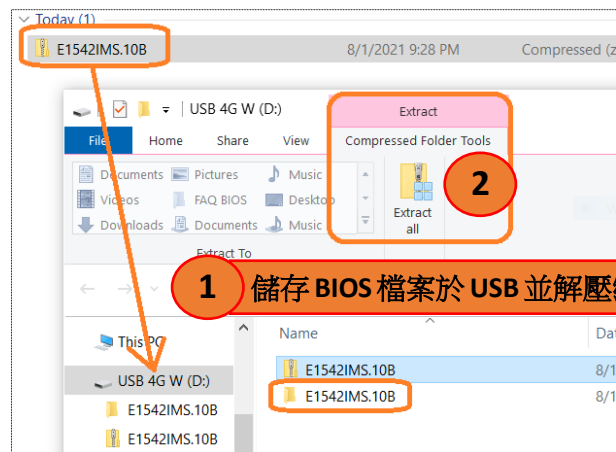 Today (1)
E1542IMS.10B 8/1/2021 9:28 PM Compressed (z
USB 4G W (D:) Extract
File Home Share View Compressed Folder Tools
Documents Pictures Music
Videos FAQ BIOS Desktop
Downloads Documents Music
Extract all
2
Extract To
1 儲存 BIOS 檔案於 USB 並解壓
This PC
Name Dat
USB 4G W (D:)
E1542IMS.10B 8/1
E1542IMS.10B
E1542IMS.10B 8/1
E1542IMS.10B